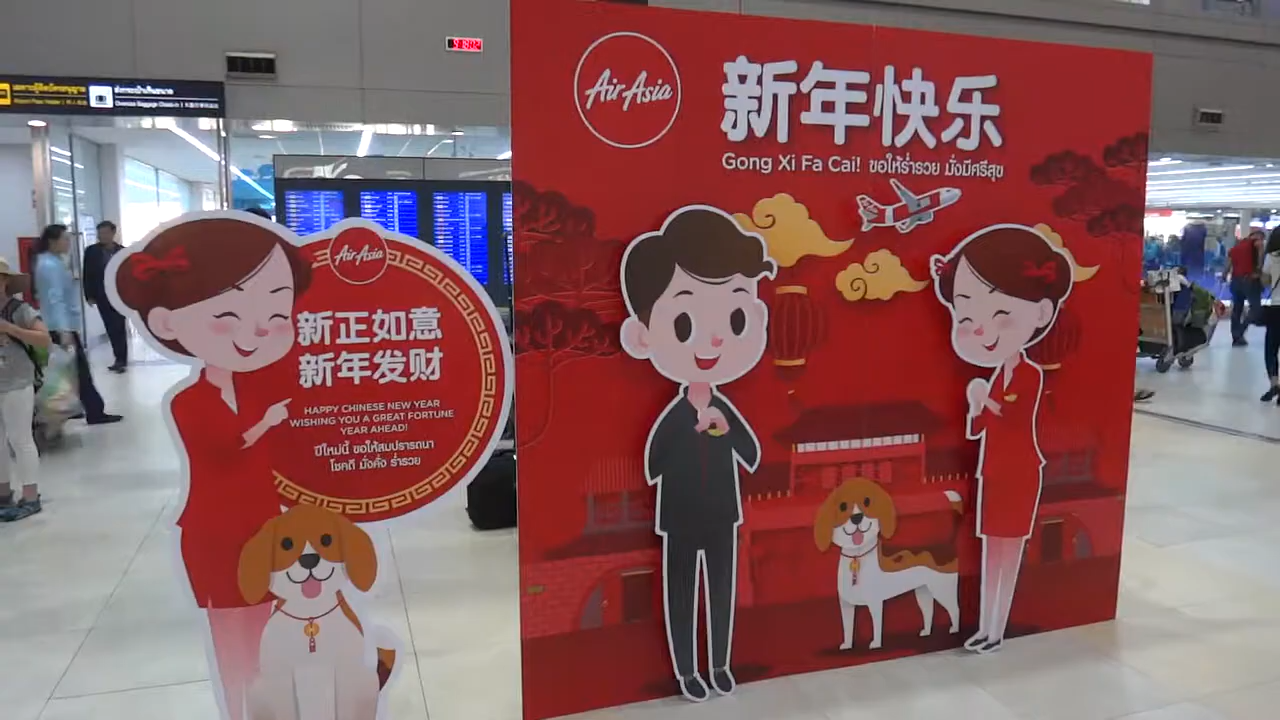 AirAsia
新年快乐
Gong Xi Fa Cai! ขอให้ร่ำรวย มั่งมีศรีสุข
AirAsia
新正如意
新年发财
HAPPY CHINESE NEW YEAR
WISHING YOU A GREAT FORTUNE
YEAR AHEAD!
ปีใหม่นี้ ขอให้สมปรารถนา
โชคดี มั่งคั่ง ร่ำรวย